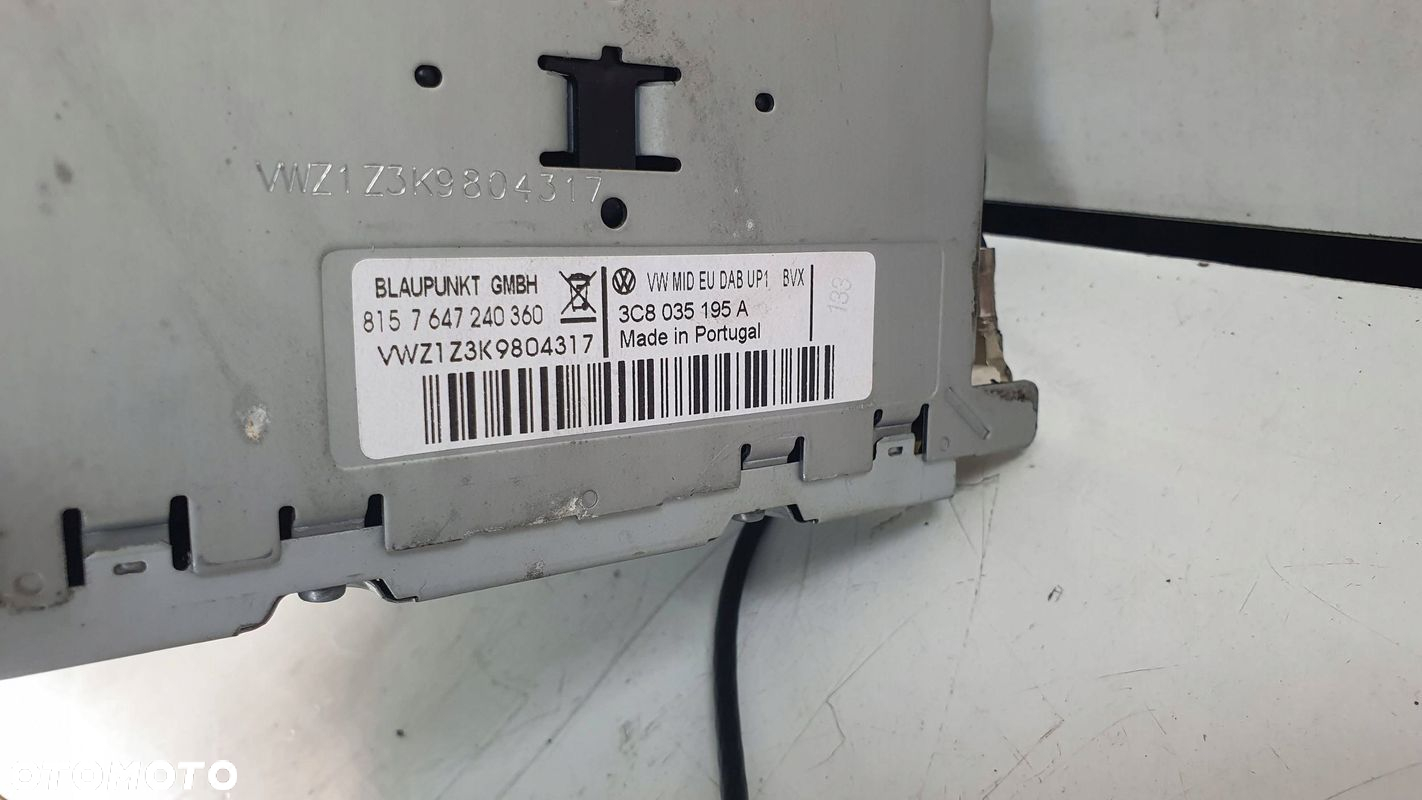 VWZ1Z3K9804317
BLAUPUNKT GMBH
815 7 647 240 360
VWZ1Z3K9804317
VW MID EU DAB UP1 BVX
3C8 035 195 A
Made in Portugal
133
OTOMOTO